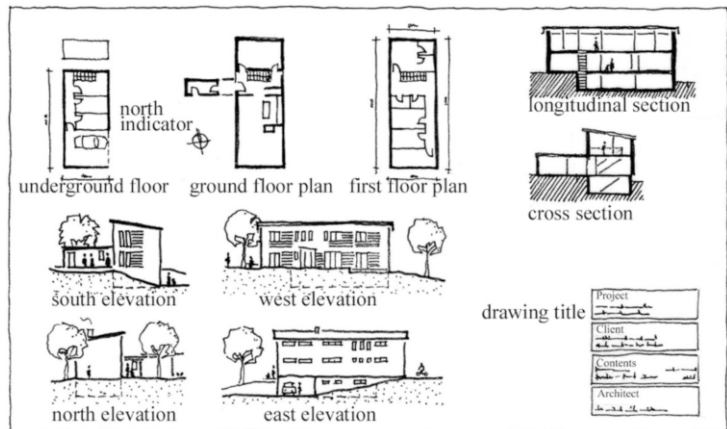 north
indicator
underground floor
ground floor plan
first floor plan
longitudinal section
cross section
south elevation
west elevation
north elevation
east elevation
drawing title
Project
Client
Contents
Architect